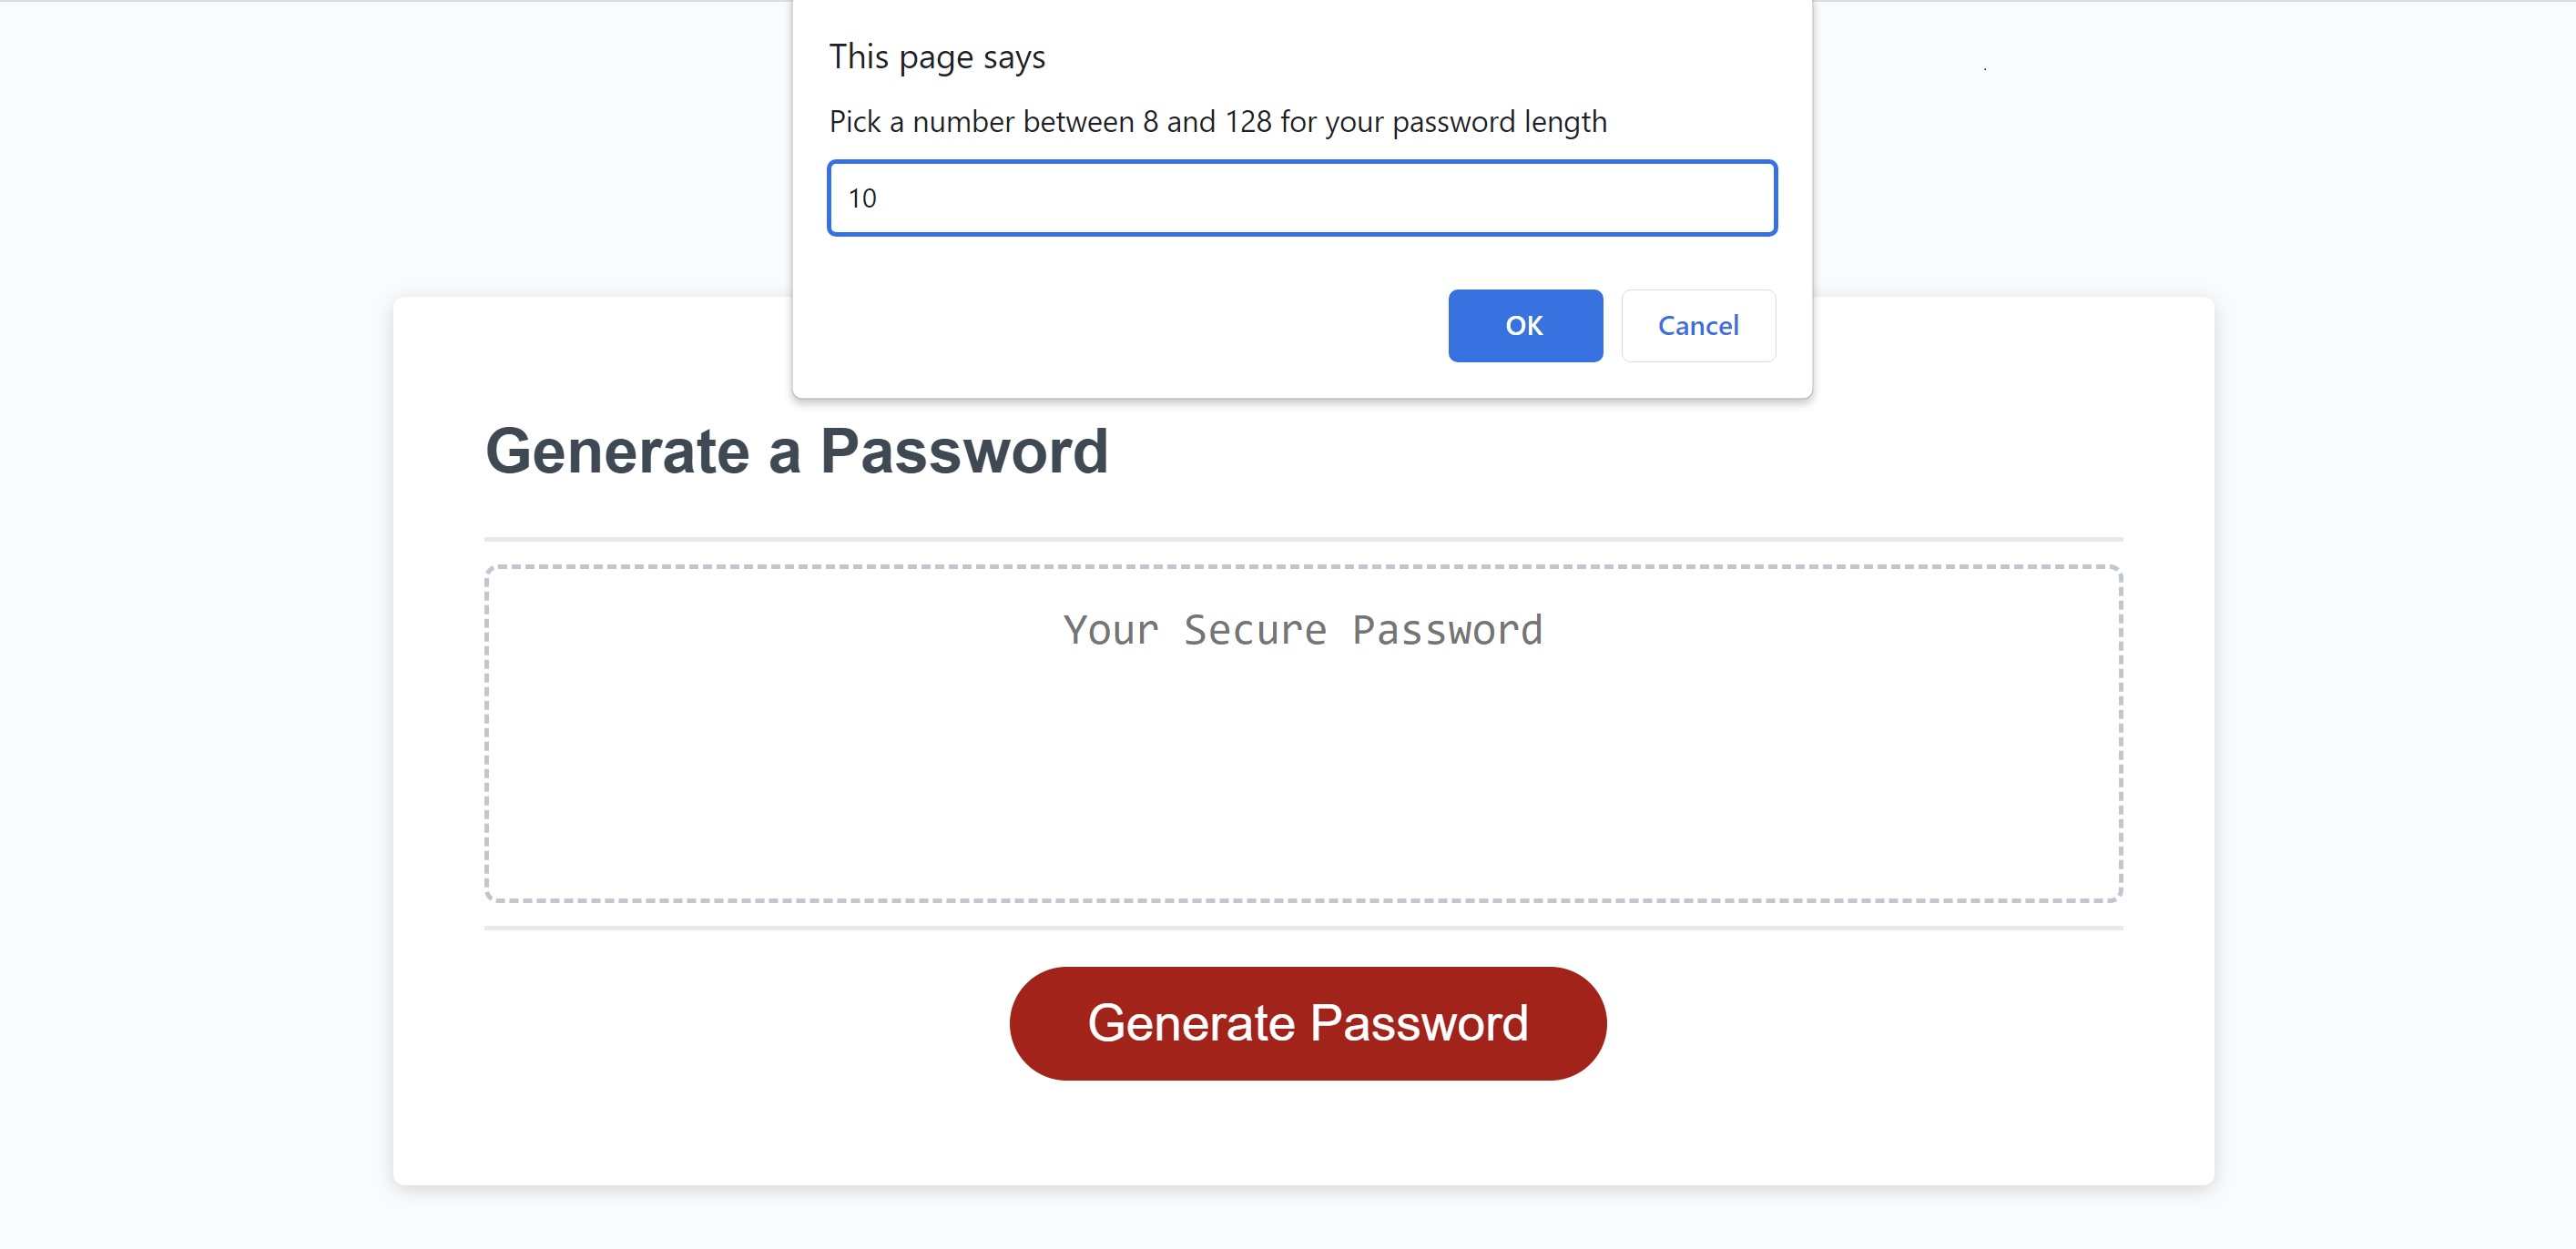 This page says
Pick a number between 8 and 128 for your password length
10
OK Cancel
Generate a Password
Your Secure Password
Generate Password